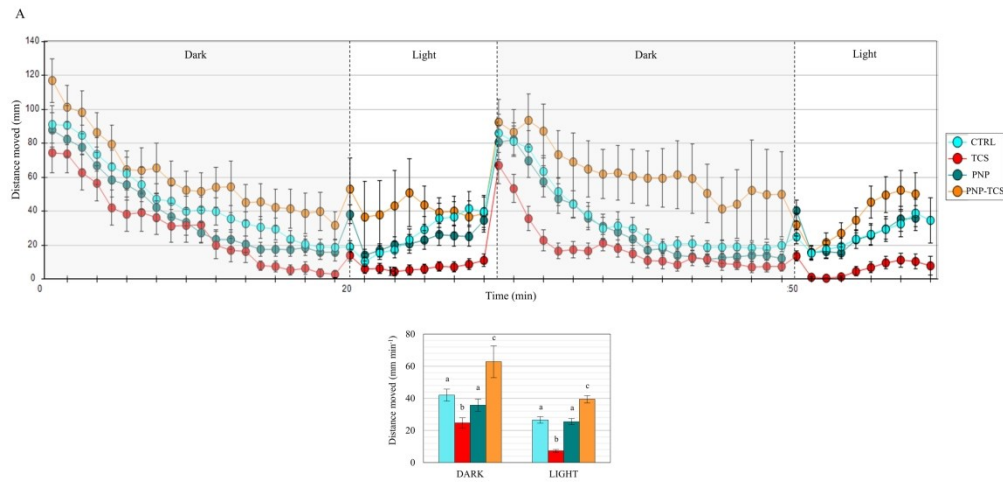 A
140
120
100
80
60
40
20
0
Distance moved (mm)
Dark
Light
Dark
Light
0
20
50
Time (min)
CTRL
TCS
PNP
PNP-TCS
80
60
40
20
0
Distance moved (mm min⁻¹)
a
b
a
c
a
b
a
c
DARK
LIGHT